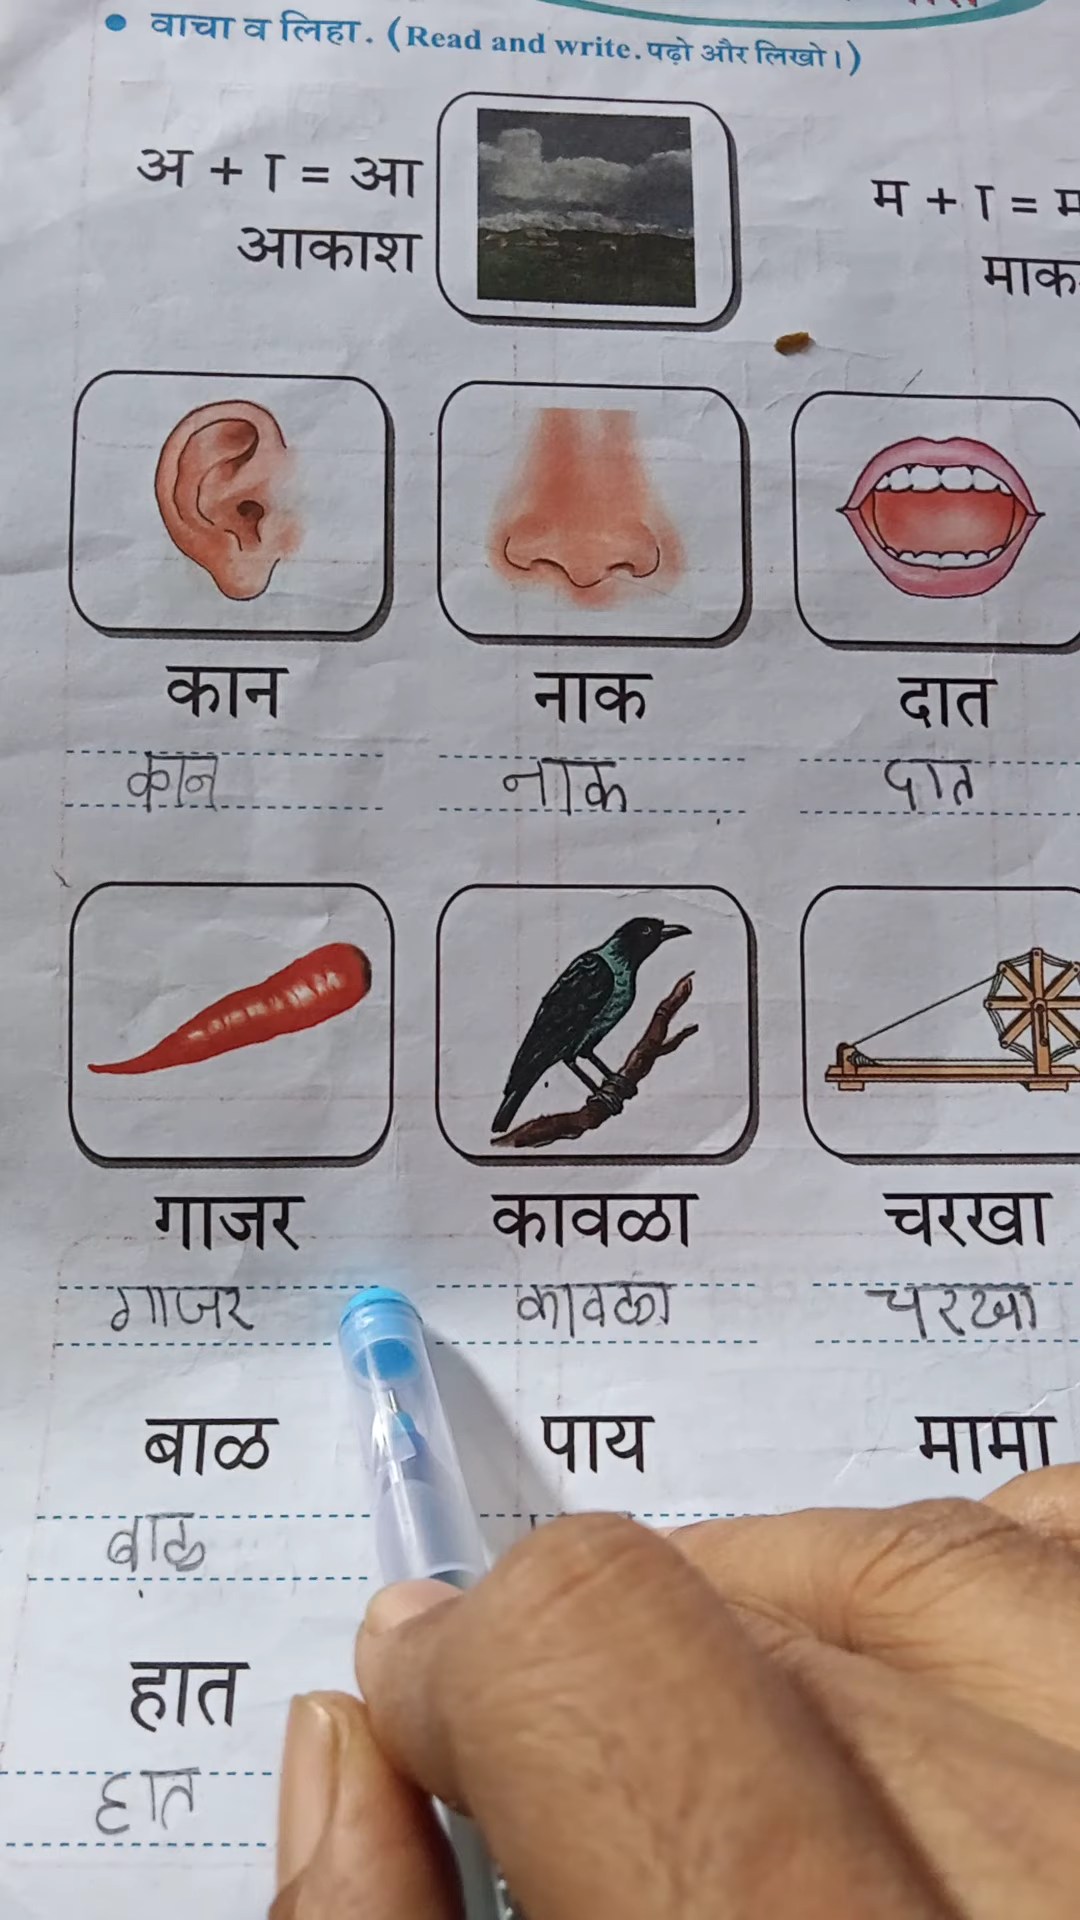 • वाचा व लिहा. (Read and write. पढ़ो और लिखो।)
अ + ा = आ
म + ा =
आकाश
कान नाक दात
कान नाक दात
गाजर कावळा चरखा
गाजर कावळा चरखा
बाळ पाय मामा
बाळ
हात
हात